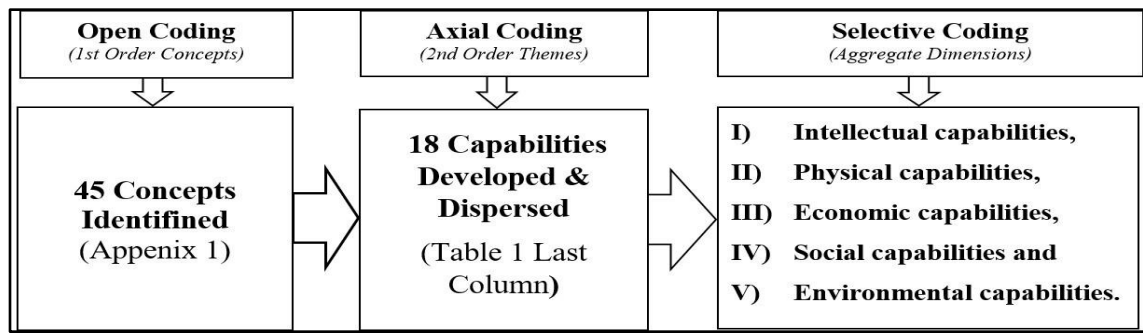 Open Coding
(1st Order Concepts)
45 Concepts
Identifined
(Appenix 1)
Axial Coding
(2nd Order Themes)
18 Capabilities
Developed &
Dispersed
(Table 1 Last
Column)
Selective Coding
(Aggregate Dimensions)
I) Intellectual capabilities,
II) Physical capabilities,
III) Economic capabilities,
IV) Social capabilities and
V) Environmental capabilities.